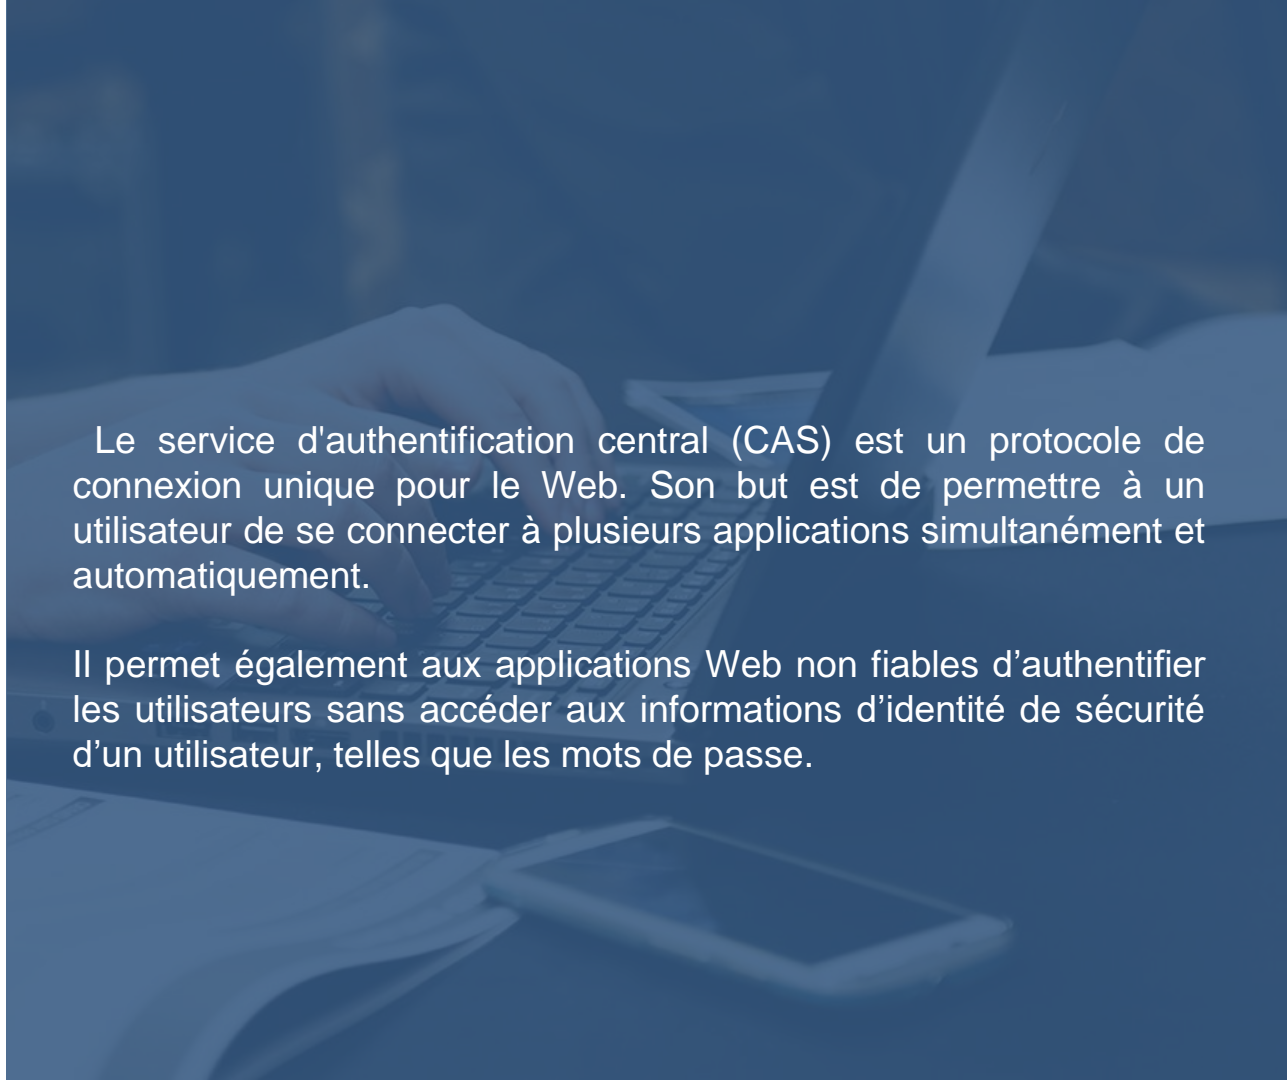 Le service d'authentification central (CAS) est un protocole de
connexion unique pour le Web. Son but est de permettre à un
utilisateur de se connecter à plusieurs applications simultanément et
automatiquement.
Il permet également aux applications Web non fiables d’authentifier
les utilisateurs sans accéder aux informations d’identité de sécurité
d’un utilisateur, telles que les mots de passe.